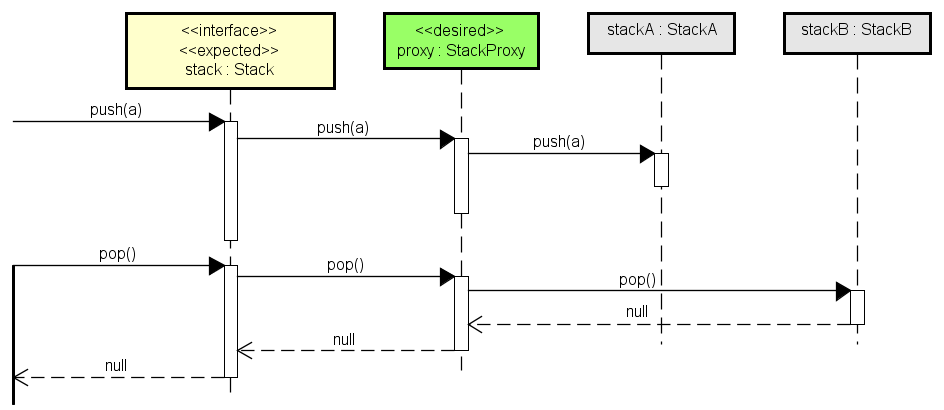 <<interface>>
<<expected>>
stack : Stack
<<desired>>
proxy : StackProxy
stackA : StackA
stackB : StackB
push(a)
push(a)
push(a)
pop()
pop()
pop()
null
null
null